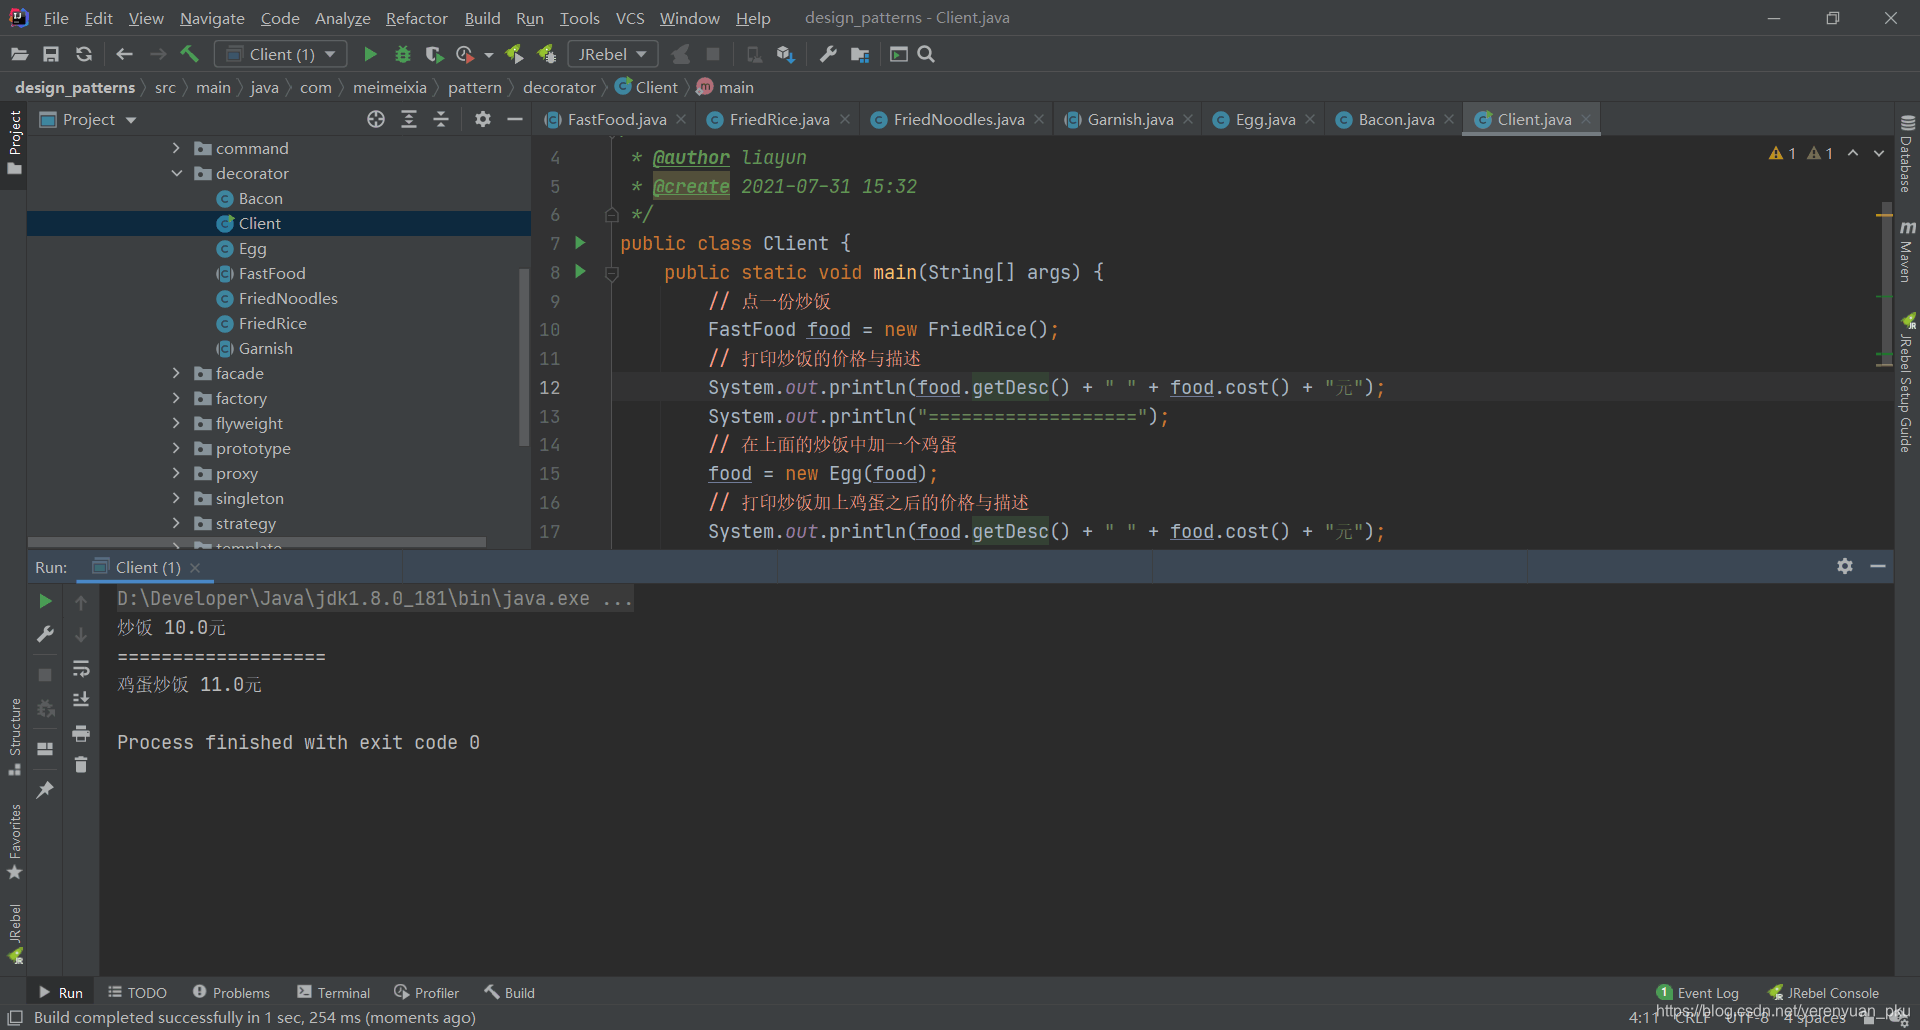 File Edit View Navigate Code Analyze Refactor Build Run Tools VCS Window Help design_patterns - Client.java
Client (1) JRebel
design_patterns src main java com meimeixia pattern decorator Client main
Project
Project
FastFood.java FriedRice.java FriedNoodles.java Garnish.java Egg.java Bacon.java Client.java
command
decorator
Bacon
Client
Egg
FastFood
FriedNoodles
FriedRice
Garnish
facade
factory
flyweight
prototype
proxy
singleton
strategy
template
4 * @author liayun
5 * @create 2021-07-31 15:32
6 */
7 public class Client {
8 public static void main(String[] args) {
9 // 点一份炒饭
10 FastFood food = new FriedRice();
11 // 打印炒饭的价格与描述
12 System.out.println(food.getDesc() + " " + food.cost() + "元");
13 System.out.println("===================");
14 // 在上面的炒饭中加一个鸡蛋
15 food = new Egg(food);
16 // 打印炒饭加上鸡蛋之后的价格与描述
17 System.out.println(food.getDesc() + " " + food.cost() + "元");
1 1
Database
Maven
JRebel Setup Guide
Run: Client (1)
D:\Developer\Java\jdk1.8.0_181\bin\java.exe ...
炒饭 10.0元
===================
鸡蛋炒饭 11.0元
Process finished with exit code 0
Structure
Favorites
JRebel
Run TODO Problems Terminal Profiler Build 1 Event Log JRebel Console
Build completed successfully in 1 sec, 254 ms (moments ago) 4:11 CRLF UTF-8 4 spaces
https://blog.csdn.net/yerenyuan_pku